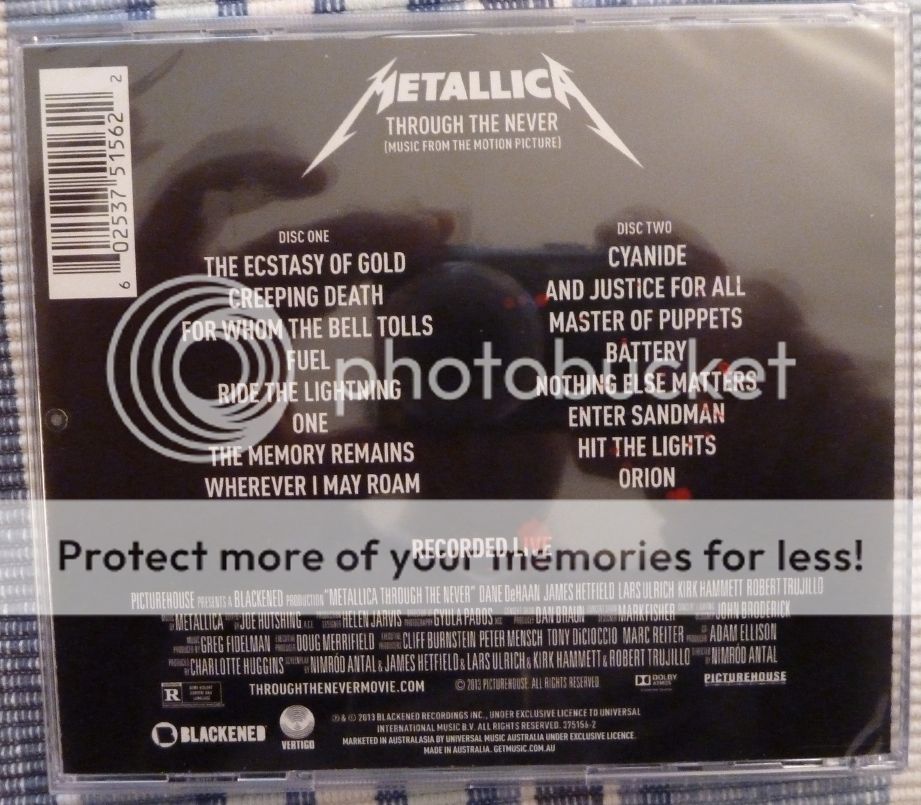 METALLICA
THROUGH THE NEVER
(MUSIC FROM THE MOTION PICTURE)
6 02537 51562 2
DISC ONE
THE ECSTASY OF GOLD
CREEPING DEATH
FOR WHOM THE BELL TOLLS
FUEL
RIDE THE LIGHTNING
ONE
THE MEMORY REMAINS
WHEREVER I MAY ROAM
DISC TWO
CYANIDE
AND JUSTICE FOR ALL
MASTER OF PUPPETS
BATTERY
NOTHING ELSE MATTERS
ENTER SANDMAN
HIT THE LIGHTS
ORION
photobucket
Protect more of your memories for less!
RECORDED LIVE
PICTUREHOUSE PRESENTS A BLACKENED PRODUCTION "METALLICA THROUGH THE NEVER" DANE DeHAAN JAMES HETFIELD LARS ULRICH KIRK HAMMETT ROBERT TRUJILLO
METALLICA JOE HUTSHING HELEN JARVIS GYULA PADOS DAN BRAUN MARK FISHER JOHN BRODERICK
GREG FIDELMAN DOUG MERRIFIELD CLIFF BURNSTEIN PETER MENSCH TONY DiCIOCCIO MARC REITER ADAM ELLISON
CHARLOTTE HUGGINS NIMRÓD ANTAL & JAMES HETFIELD & LARS ULRICH & KIRK HAMMETT & ROBERT TRUJILLO NIMRÓD ANTAL
R
THROUGHTHENEVERMOVIE.COM
© 2013 PICTUREHOUSE. ALL RIGHTS RESERVED.
DOLBY ATMOS
PICTUREHOUSE
BLACKENED
VERTIGO
℗ & © 2013 BLACKENED RECORDINGS INC., UNDER EXCLUSIVE LICENCE TO UNIVERSAL
INTERNATIONAL MUSIC B.V. ALL RIGHTS RESERVED. 375156-2
MARKETED IN AUSTRALASIA BY UNIVERSAL MUSIC AUSTRALIA UNDER EXCLUSIVE LICENCE.
MADE IN AUSTRALIA. GETMUSIC.COM.AU